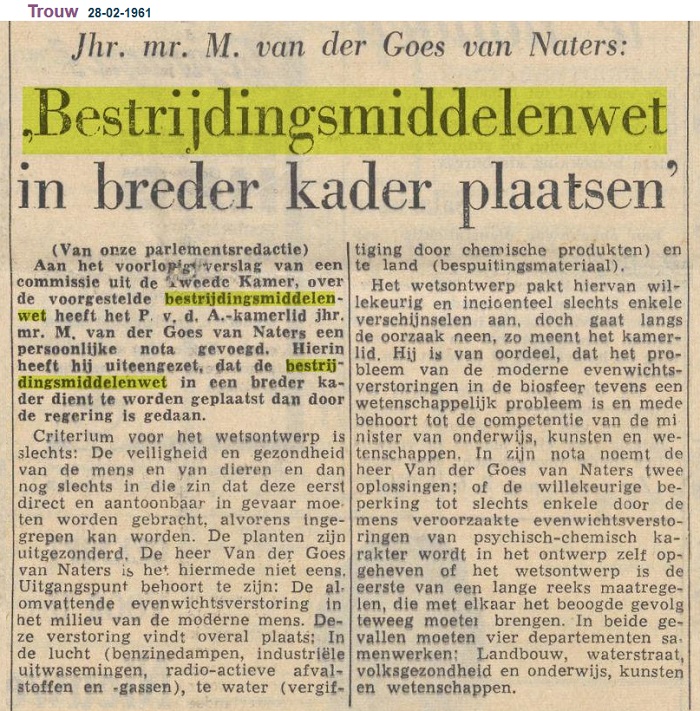 Trouw 28-02-1961
Jhr. mr. M. van der Goes van Naters:
‚Bestrijdingsmiddelenwet
in breder kader plaatsen’
(Van onze parlementsredactie)
Aan het voorlopig verslag van een
commissie uit de Tweede Kamer, over
de voorgestelde bestrijdingsmiddelen-
wet heeft het P. v. d. A.-kamerlid jhr.
mr. M. van der Goes van Naters een
persoonlijke nota gevoegd. Hierin
heeft hij uiteengezet, dat de bestrij-
dingsmiddelenwet in een breder ka-
der dient te worden geplaatst dan door
de regering is gedaan.
Criterium voor het wetsontwerp is
slechts: De veiligheid en gezondheid
van de mens en van dieren en dan
nog slechts in die zin dat deze eerst
direct en aantoonbaar in gevaar moe-
ten worden gebracht, alvorens inge-
grepen kan worden. De planten zijn
uitgezonderd. De heer Van der Goes
van Naters is het hiermede niet eens.
Uitgangspunt behoort te zijn: De al-
omvattende evenwichtsverstoring in
het milieu van de moderne mens. De-
ze verstoring vindt overal plaats: In
de lucht (benzinedampen, industriële
uitwasemingen, radio-actieve afval-
stoffen en -gassen), te water (vergif-
tiging door chemische produkten) en
te land (bespuitingsmateriaal).
Het wetsontwerp pakt hiervan wil-
lekeurig en incioenteel slechts enkele
verschijnselen aan, doch gaat langs
de oorzaak neen, zo meent het kamer-
lid. Hij is van oordeel, dat het pro-
bleem van de moderne evenwichts-
verstoringen in de biosfeer tevens een
wetenschappelijk probleem is en mede
behoort tot de competentie van de mi
nister van onderwijs, kunsten en we-
tenschappen. In zijn nota noemt de
heer Van der Goes van Naters twee
oplossingen: of de willekeurige be-
perking tot slechts enkele door de
mens veroorzaakte evenwichtsversto-
ringen van psychisch-chemisch ka-
rakter wordt in het ontwerp zelf op-
geheven of het wetsontwerp is de
eerste van een lange reeks maatrege-
len, die met elkaar het beoogde gevolg
teweeg moeten brengen. In beide ge-
vallen moeten vier departementen sa-
menwerken: Landbouw, waterstraat,
volksgezondheid en onderwijs, kunsten
en wetenschappen.